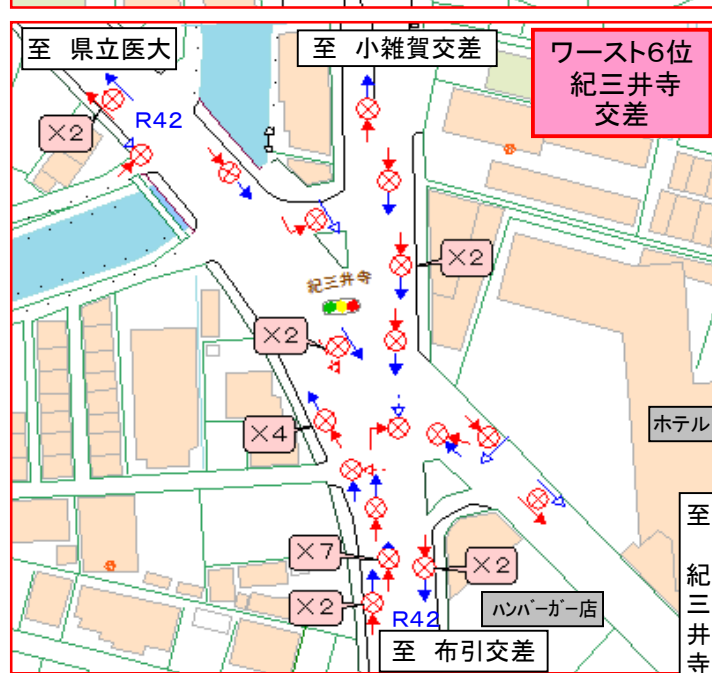 至 県立医大
至 小雑賀交差
ワースト6位
紀三井寺
交差
R42
×2
×2
紀三井寺
×2
×4
ホテル
至 紀三井寺
×7
×2
×2
R42
ハンバーガー店
至 布引交差